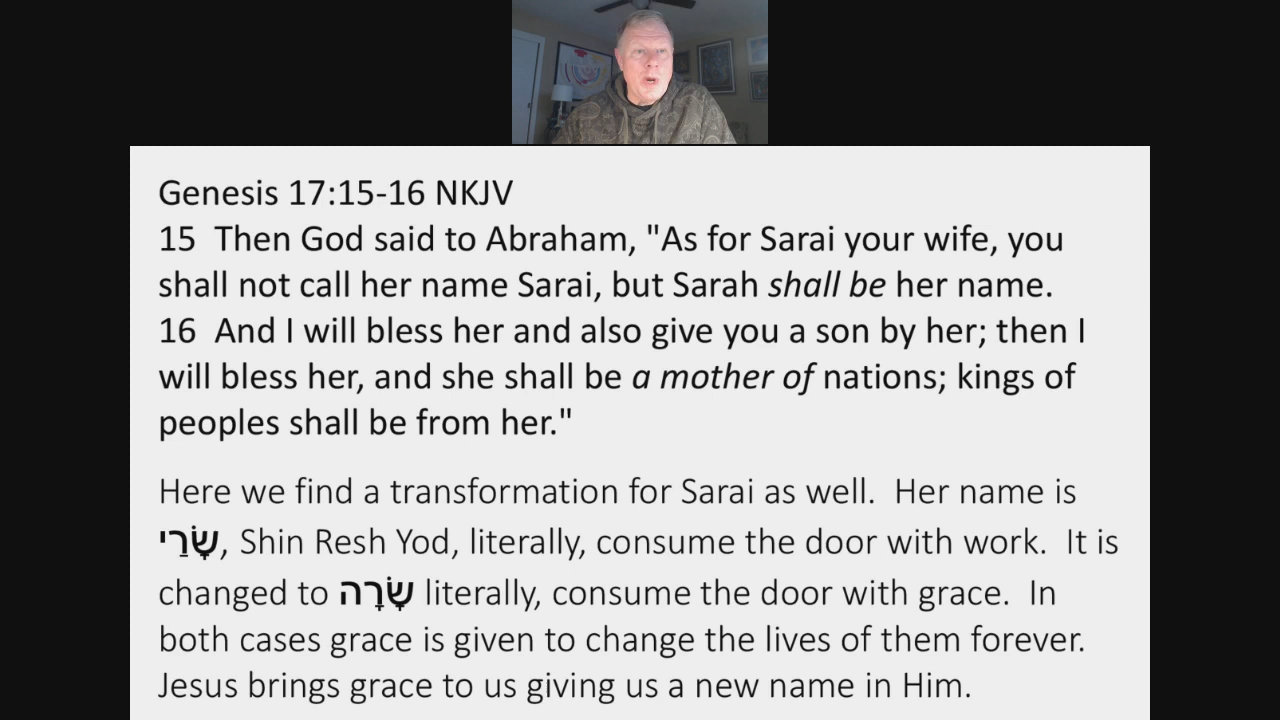 Genesis 17:15-16 NKJV
15  Then God said to Abraham, "As for Sarai your wife, you
shall not call her name Sarai, but Sarah shall be her name.
16  And I will bless her and also give you a son by her; then I
will bless her, and she shall be a mother of nations; kings of
peoples shall be from her."
Here we find a transformation for Sarai as well.  Her name is
שָׂרַי, Shin Resh Yod, literally, consume the door with work.  It is
changed to שָׂרָה literally, consume the door with grace.  In
both cases grace is given to change the lives of them forever.
Jesus brings grace to us giving us a new name in Him.